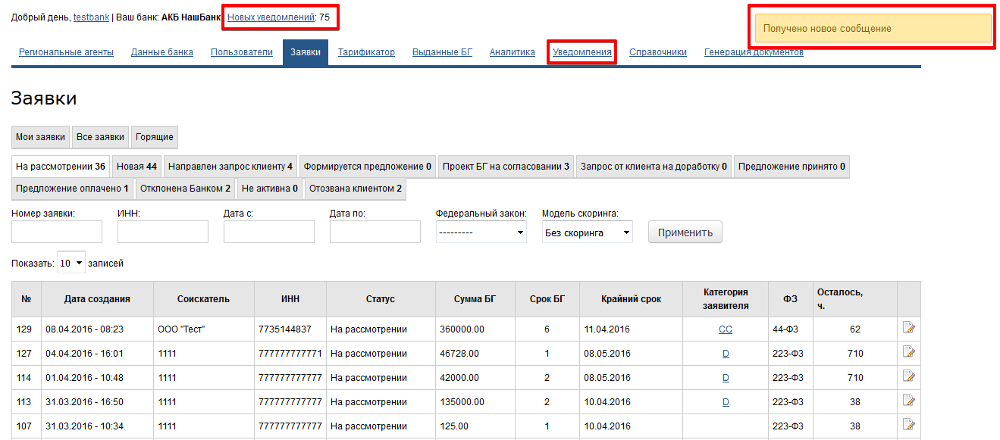 Добрый день, testbank | Ваш банк: АКБ НашБанк Новых уведомлений: 75
Получено новое сообщение
Региональные агенты Данные банка Пользователи Заявки Тарификатор Выданные БГ Аналитика Уведомления Справочники Генерация документов
Заявки
Мои заявки Все заявки Горящие
На рассмотрении 36 Новая 44 Направлен запрос клиенту 4 Формируется предложение 0 Проект БГ на согласовании 3 Запрос от клиента на доработку 0 Предложение принято 0
Предложение оплачено 1 Отклонена Банком 2 Не активна 0 Отозвана клиентом 2
Номер заявки: ИНН: Дата с: Дата по: Федеральный закон: Модель скоринга:
--------- Без скоринга Применить
Показать: 10 записей
№ Дата создания Соискатель ИНН Статус Сумма БГ Срок БГ Крайний срок Категория заявителя ФЗ Осталось, ч.
129 08.04.2016 - 08:23 ООО "Тест" 7735144837 На рассмотрении 360000.00 6 11.04.2016 CC 44-ФЗ 62
127 04.04.2016 - 16:01 1111 777777777771 На рассмотрении 46728.00 1 08.05.2016 D 223-ФЗ 710
114 01.04.2016 - 10:48 1111 777777777777 На рассмотрении 42000.00 2 08.05.2016 D 223-ФЗ 710
113 31.03.2016 - 16:50 1111 777777777777 На рассмотрении 135000.00 2 10.04.2016 D 223-ФЗ 38
107 31.03.2016 - 10:34 1111 777777777777 На рассмотрении 125.00 1 10.04.2016 223-ФЗ 38